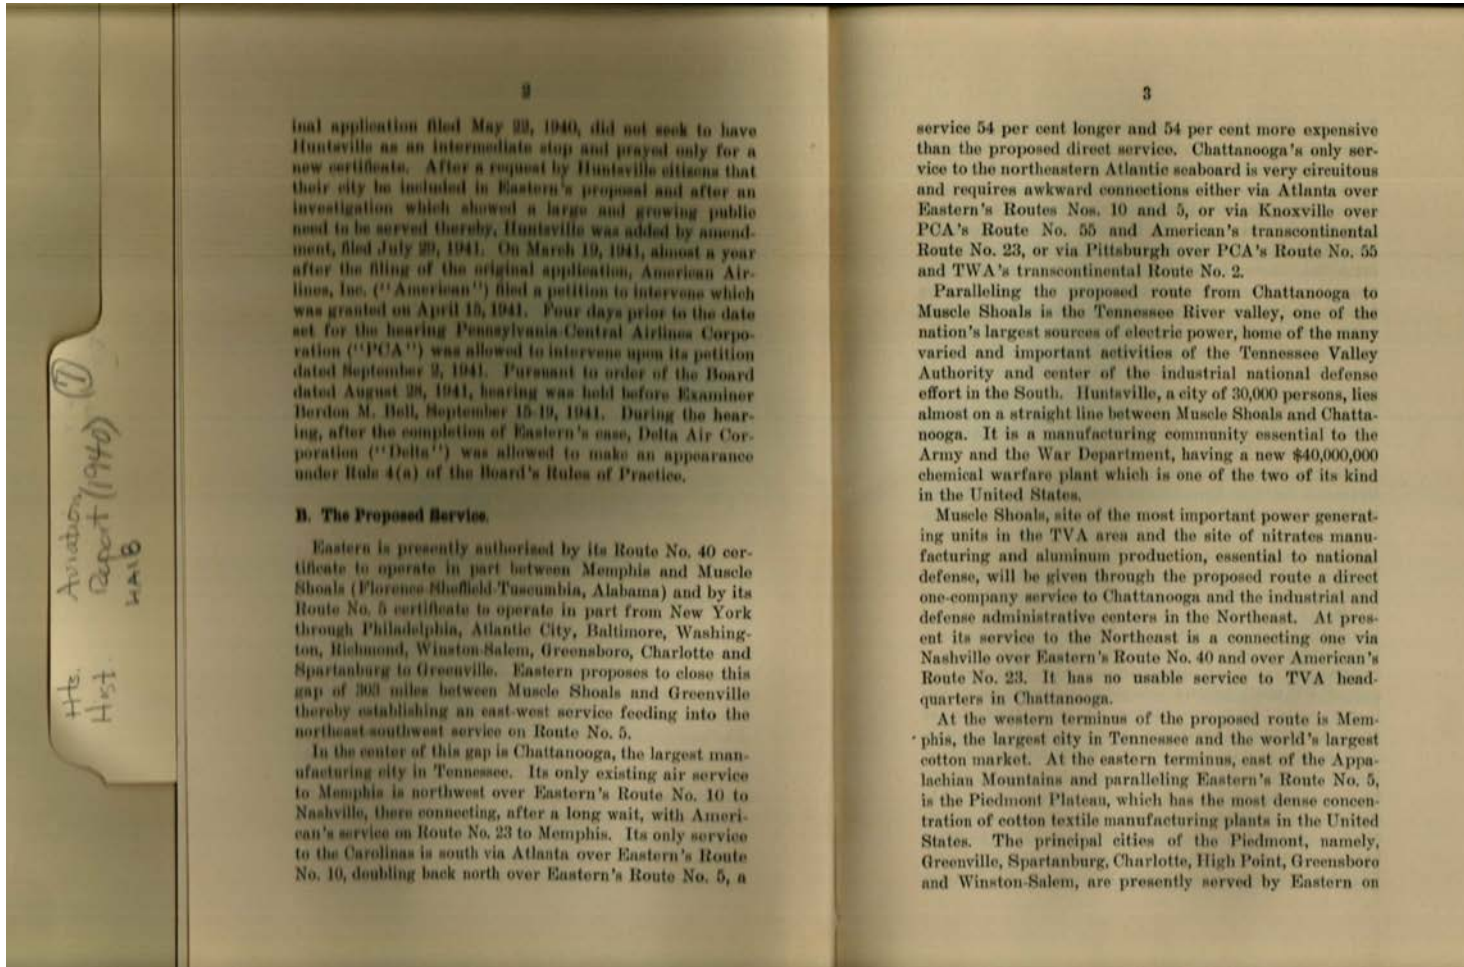 Hts. Aviation (7)
Hist. Report (1940)
HAIB
2
inal application filed May 22, 1940, did not seek to have
Huntsville as an intermediate stop and prayed only for a
new certificate. After a request by Huntsville citizens that
their city be included in Eastern's proposal and after an
investigation which showed a large and growing public
need to be served thereby, Huntsville was added by amend-
ment, filed July 29, 1941. On March 19, 1941, almost a year
after the filing of the original application, American Air-
lines, Inc. ("American") filed a petition to intervene which
was granted on April 15, 1941. Four days prior to the date
set for the hearing Pennsylvania-Central Airlines Corpo-
ration ("PCA") was allowed to intervene upon its petition
dated September 2, 1941. Pursuant to order of the Board
dated August 28, 1941, hearing was held before Examiner
Berdon M. Bell, September 15-19, 1941. During the hear-
ing, after the completion of Eastern's case, Delta Air Cor-
poration ("Delta") was allowed to make an appearance
under Rule 4(a) of the Board's Rules of Practice.
B. The Proposed Service.
Eastern is presently authorized by its Route No. 40 cer-
tificate to operate in part between Memphis and Muscle
Shoals (Florence-Sheffield-Tuscumbia, Alabama) and by its
Route No. 5 certificate to operate in part from New York
through Philadelphia, Atlantic City, Baltimore, Washing-
ton, Richmond, Winston-Salem, Greensboro, Charlotte and
Spartanburg to Greenville. Eastern proposes to close this
gap of 303 miles between Muscle Shoals and Greenville
thereby establishing an east-west service feeding into the
northeast-southwest service on Route No. 5.
In the center of this gap is Chattanooga, the largest man-
ufacturing city in Tennessee. Its only existing air service
to Memphis is northwest over Eastern's Route No. 10 to
Nashville, there connecting, after a long wait, with Ameri-
can's service on Route No. 23 to Memphis. Its only service
to the Carolinas is south via Atlanta over Eastern's Route
No. 10, doubling back north over Eastern's Route No. 5, a
3
service 54 per cent longer and 54 per cent more expensive
than the proposed direct service. Chattanooga's only ser-
vice to the northeastern Atlantic seaboard is very circuitous
and requires awkward connections either via Atlanta over
Eastern's Routes Nos. 10 and 5, or via Knoxville over
PCA's Route No. 55 and American's transcontinental
Route No. 23, or via Pittsburgh over PCA's Route No. 55
and TWA's transcontinental Route No. 2.
Paralleling the proposed route from Chattanooga to
Muscle Shoals is the Tennessee River valley, one of the
nation's largest sources of electric power, home of the many
varied and important activities of the Tennessee Valley
Authority and center of the industrial national defense
effort in the South. Huntsville, a city of 30,000 persons, lies
almost on a straight line between Muscle Shoals and Chatta-
nooga. It is a manufacturing community essential to the
Army and the War Department, having a new $40,000,000
chemical warfare plant which is one of the two of its kind
in the United States.
Muscle Shoals, site of the most important power generat-
ing units in the TVA area and the site of nitrates manu-
facturing and aluminum production, essential to national
defense, will be given through the proposed route a direct
one-company service to Chattanooga and the industrial and
defense administrative centers in the Northeast. At pres-
ent its service to the Northeast is a connecting one via
Nashville over Eastern's Route No. 40 and over American's
Route No. 23. It has no usable service to TVA head-
quarters in Chattanooga.
At the western terminus of the proposed route is Mem-
phis, the largest city in Tennessee and the world's largest
cotton market. At the eastern terminus, east of the Appa-
lachian Mountains and paralleling Eastern's Route No. 5,
is the Piedmont Plateau, which has the most dense concen-
tration of cotton textile manufacturing plants in the United
States. The principal cities of the Piedmont, namely,
Greenville, Spartanburg, Charlotte, High Point, Greensboro
and Winston-Salem, are presently served by Eastern on